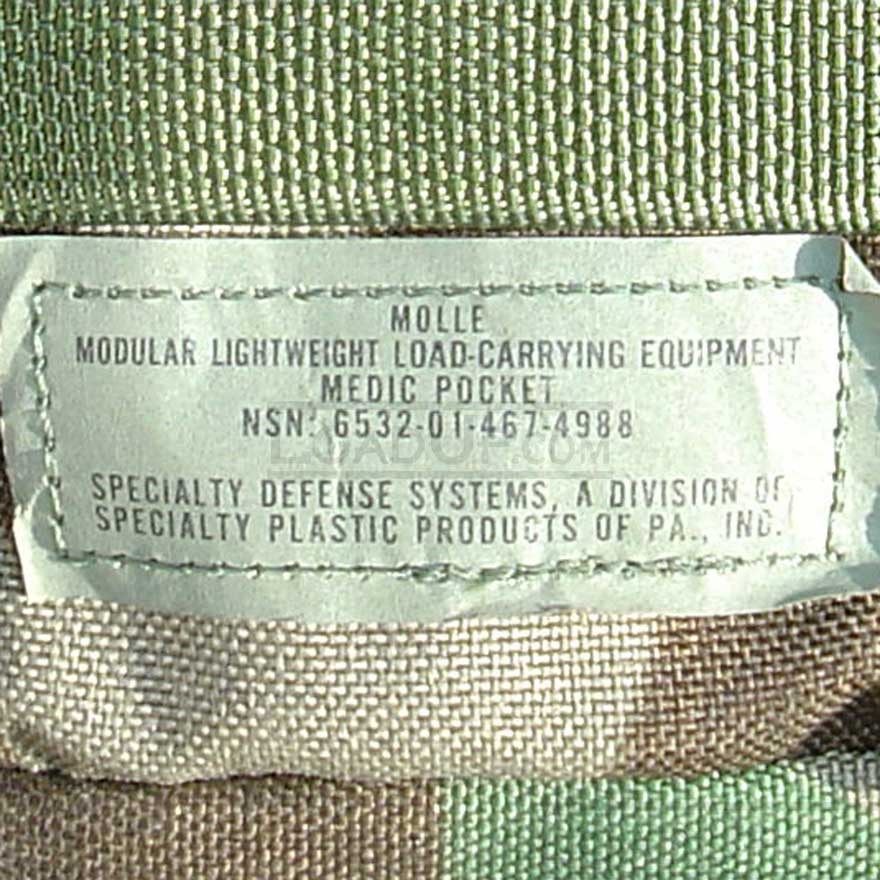 MOLLE
MODULAR LIGHTWEIGHT LOAD-CARRYING EQUIPMENT
MEDIC POCKET
NSN: 6532-01-467-4988
LOADUP.COM
SPECIALTY DEFENSE SYSTEMS, A DIVISION OF
SPECIALTY PLASTIC PRODUCTS OF PA., INC.